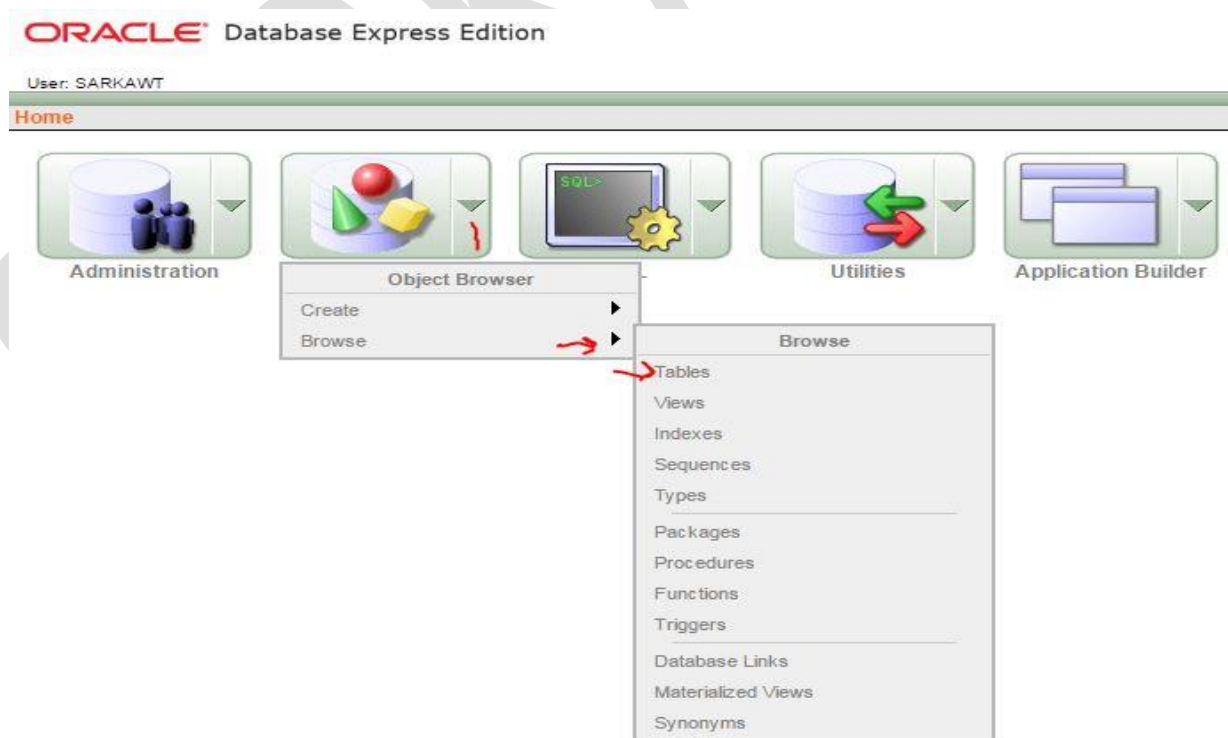 ORACLE Database Express Edition
User: SARKAWT
Home
SQL>
Administration
Utilities
Application Builder
Object Browser
Create
Browse
Browse
Tables
Views
Indexes
Sequences
Types
Packages
Procedures
Functions
Triggers
Database Links
Materialized Views
Synonyms